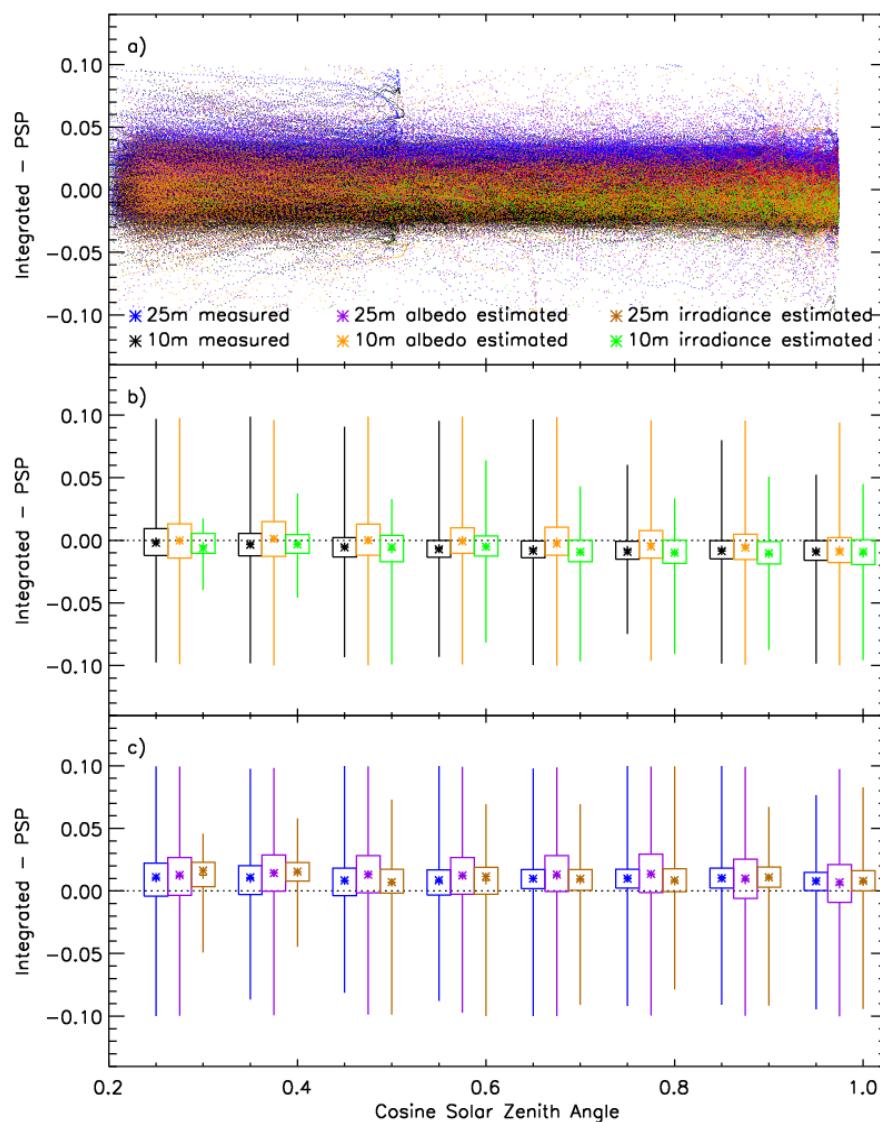 a)
0.10
0.05
0.00
-0.05
-0.10
Integrated - PSP
25m measured
25m albedo estimated
25m irradiance estimated
10m measured
10m albedo estimated
10m irradiance estimated
b)
0.10
0.05
0.00
-0.05
-0.10
Integrated - PSP
c)
0.10
0.05
0.00
-0.05
-0.10
Integrated - PSP
0.2 0.4 0.6 0.8 1.0
Cosine Solar Zenith Angle